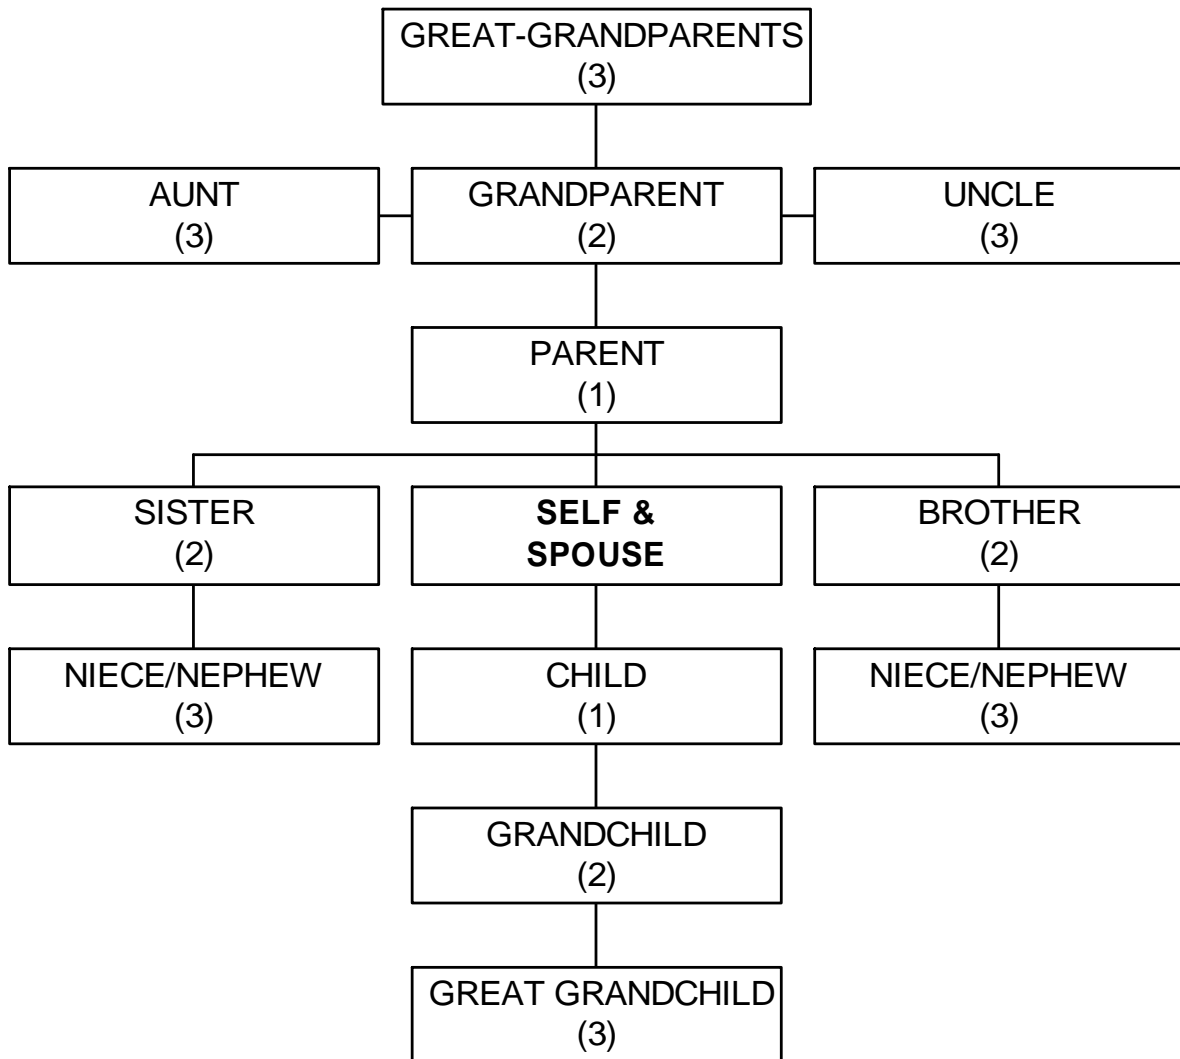 GREAT-GRANDPARENTS
(3)
AUNT
(3)
GRANDPARENT
(2)
UNCLE
(3)
PARENT
(1)
SISTER
(2)
SELF &
SPOUSE
BROTHER
(2)
NIECE/NEPHEW
(3)
CHILD
(1)
NIECE/NEPHEW
(3)
GRANDCHILD
(2)
GREAT GRANDCHILD
(3)